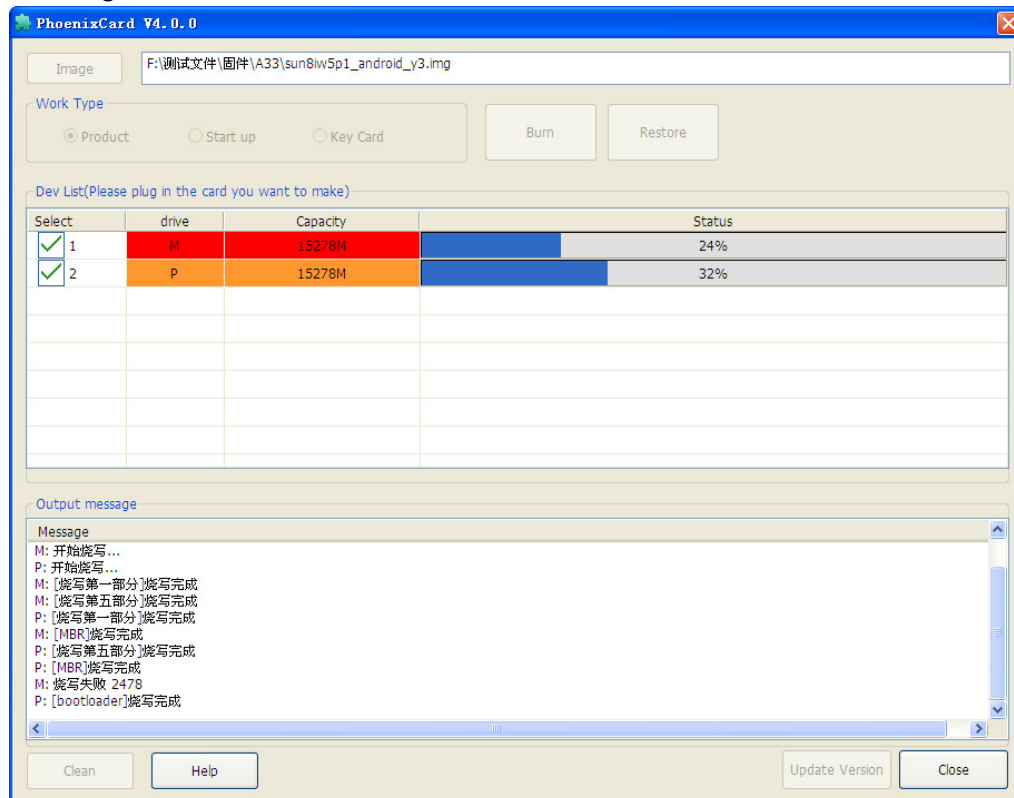 PhoenixCard V4.0.0
Image F:\测试文件\固件\A33\sun8iw5p1_android_y3.img
Work Type
Product Start up Key Card Burn Restore
Dev List(Please plug in the card you want to make)
Select drive Capacity Status
1 M 15278M 24%
2 P 15278M 32%
Output message
Message
M: 开始烧写...
P: 开始烧写...
M: [烧写第一部分]烧写完成
M: [烧写第五部分]烧写完成
P: [烧写第一部分]烧写完成
M: [MBR]烧写完成
P: [烧写第五部分]烧写完成
P: [MBR]烧写完成
M: 烧写失败 2478
P: [bootloader]烧写完成
Clean Help Update Version Close